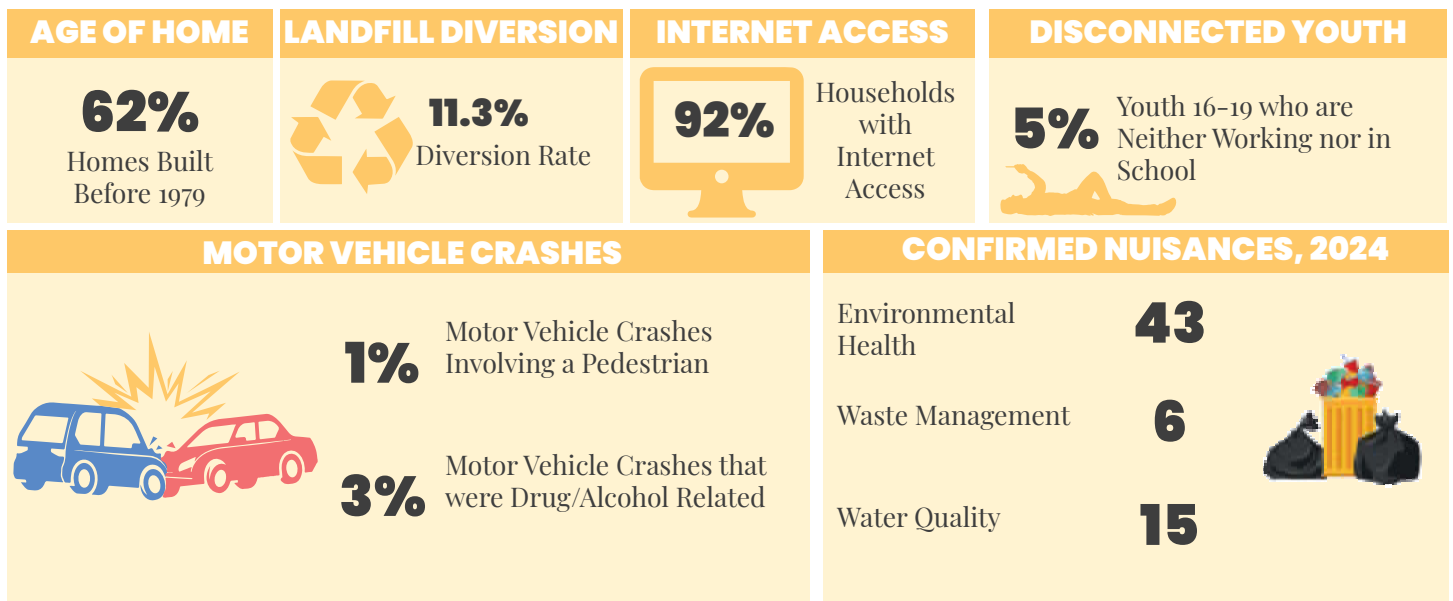 AGE OF HOME
62%
Homes Built
Before 1979
LANDFILL DIVERSION
11.3%
Diversion Rate
INTERNET ACCESS
92%
Households
with
Internet
Access
DISCONNECTED YOUTH
5%
Youth 16-19 who are
Neither Working nor in
School
MOTOR VEHICLE CRASHES
1%
Motor Vehicle Crashes
Involving a Pedestrian
3%
Motor Vehicle Crashes that
were Drug/Alcohol Related
CONFIRMED NUISANCES, 2024
Environmental
Health
43
Waste Management
6
Water Quality
15